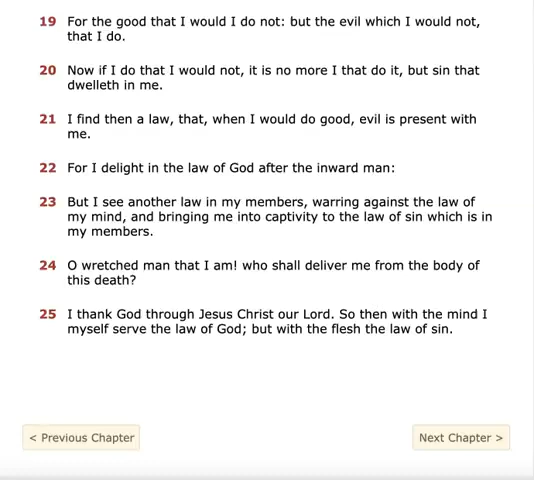 19 For the good that I would I do not: but the evil which I would not,
that I do.
20 Now if I do that I would not, it is no more I that do it, but sin that
dwelleth in me.
21 I find then a law, that, when I would do good, evil is present with
me.
22 For I delight in the law of God after the inward man:
23 But I see another law in my members, warring against the law of
my mind, and bringing me into captivity to the law of sin which is in
my members.
24 O wretched man that I am! who shall deliver me from the body of
this death?
25 I thank God through Jesus Christ our Lord. So then with the mind I
myself serve the law of God; but with the flesh the law of sin.
< Previous Chapter
Next Chapter >